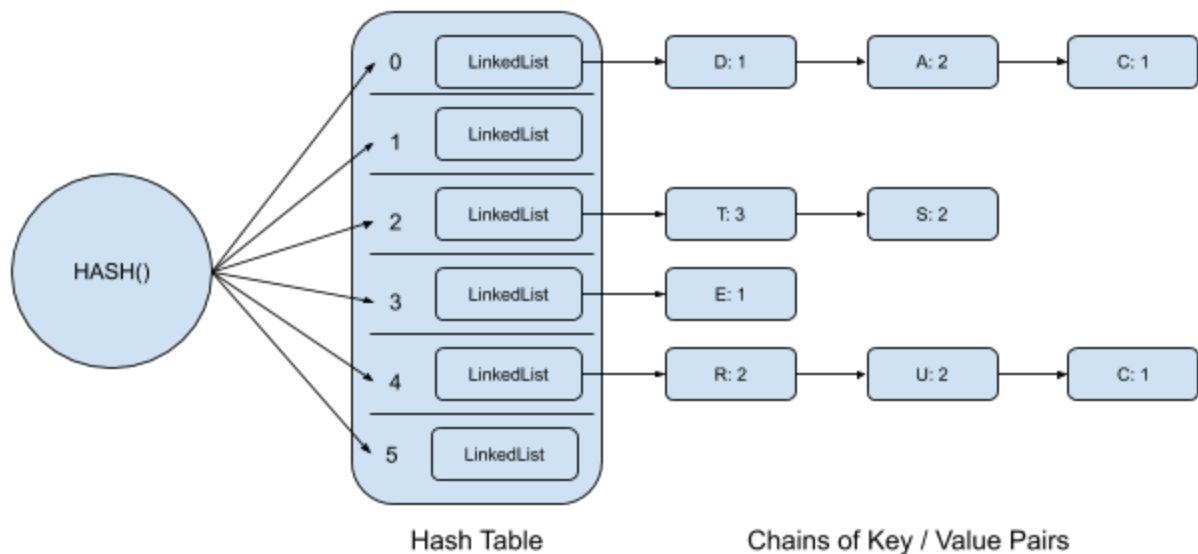 HASH()
0 LinkedList D: 1 A: 2 C: 1
1 LinkedList
2 LinkedList T: 3 S: 2
3 LinkedList E: 1
4 LinkedList R: 2 U: 2 C: 1
5 LinkedList
Hash Table Chains of Key / Value Pairs